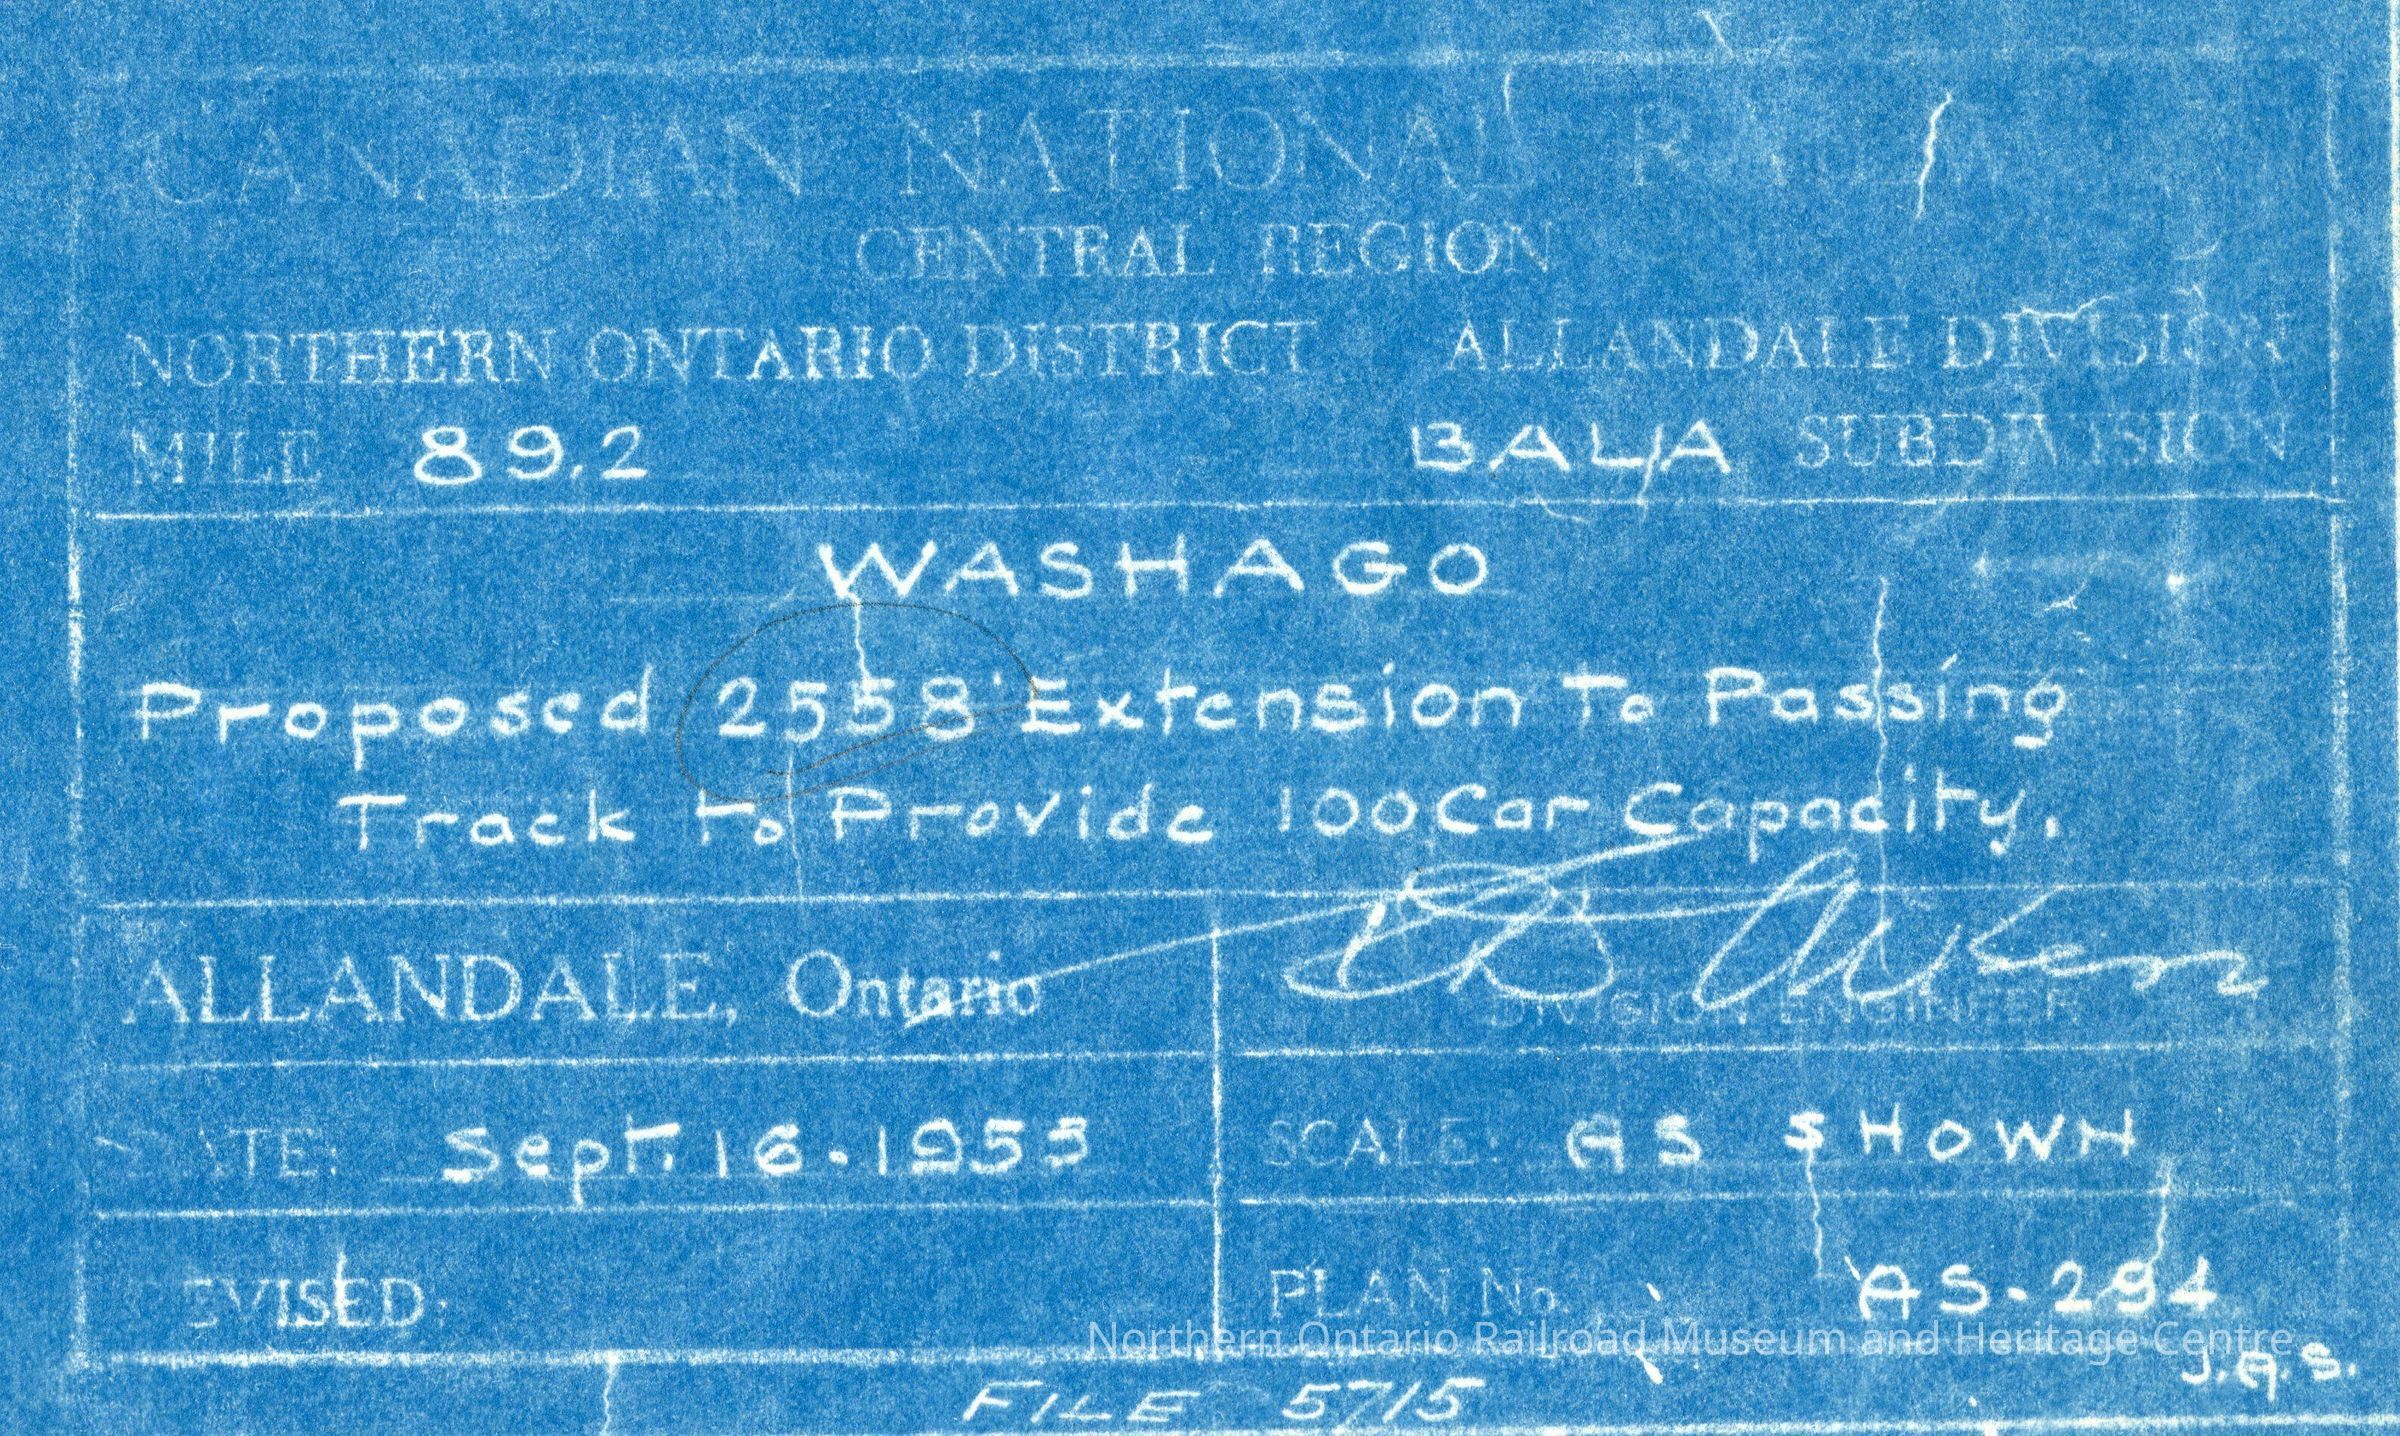 CANADIAN NATIONAL
CENTRAL REGION
NORTHERN ONTARIO DISTRICT ALLANDALE DIVISION
MILE 89.2 BALA SUBDIVISION
WASHAGO
Proposed 2558' Extension To Passing
Track to Provide 100 Car Capacity.
ALLANDALE, Ontario
DIVISION ENGINEER
DATE: Sept. 16. 1953 SCALE: AS SHOWN
EVISED: PLAN No. AS-294
Northern Ontario Railroad Museum and Heritage Centre
J.A.S.
FILE 5715